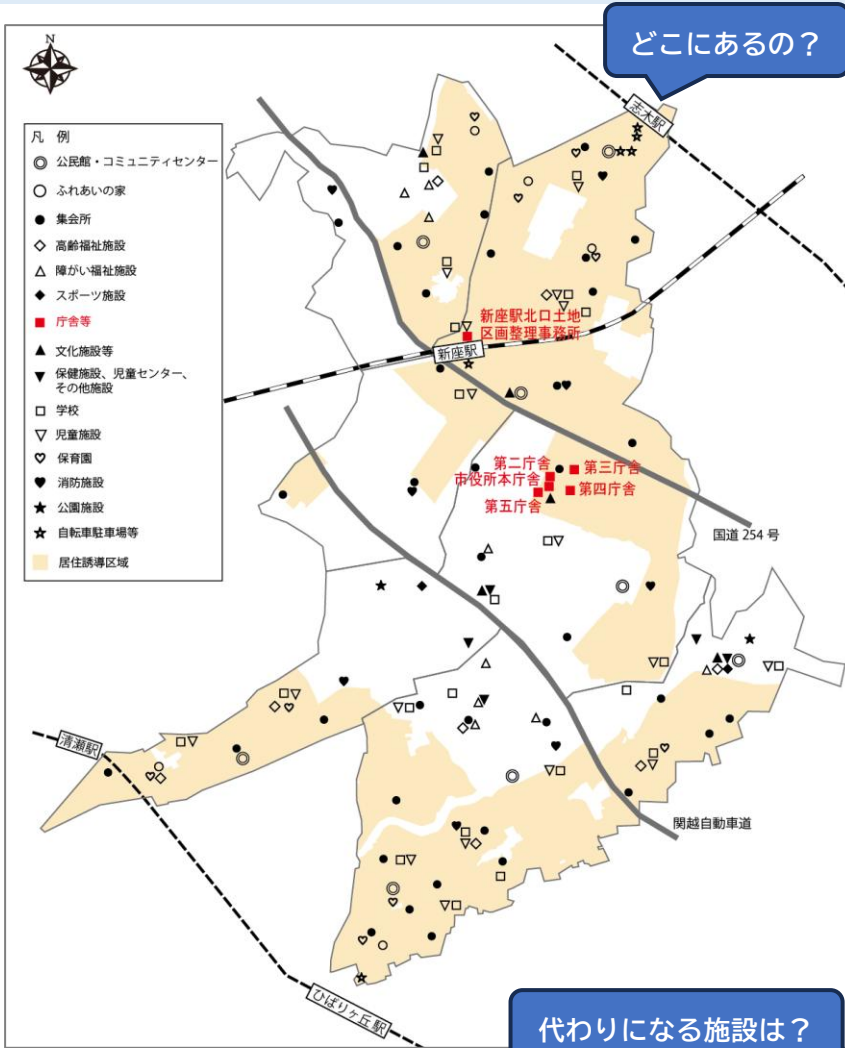 どこにあるの？
N
志木駅
凡　例
公民館・コミュニティセンター
ふれあいの家
集会所
高齢福祉施設
障がい福祉施設
スポーツ施設
庁舎等
文化施設等
保健施設、児童センター、
その他施設
学校
児童施設
保育園
消防施設
公園施設
自転車駐車場等
居住誘導区域
新座駅北口土地
区画整理事務所
新座駅
第二庁舎
第三庁舎
市役所本庁舎
第四庁舎
第五庁舎
国道 254 号
清瀬駅
関越自動車道
ひばりヶ丘駅
代わりになる施設は？